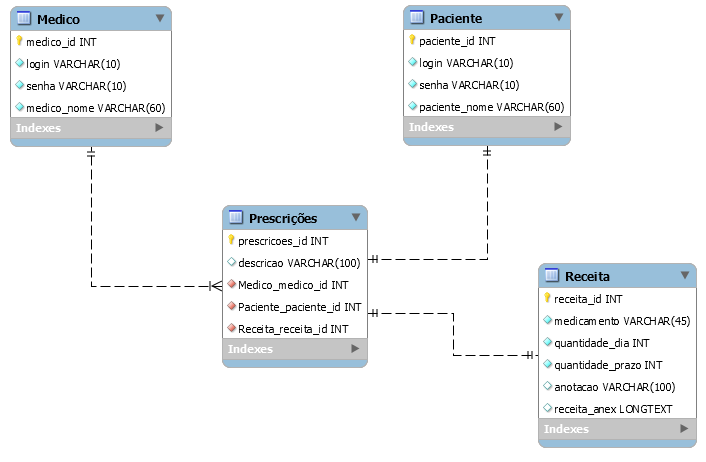 Medico
medico_id INT
login VARCHAR(10)
senha VARCHAR(10)
medico_nome VARCHAR(60)
Indexes
Paciente
paciente_id INT
login VARCHAR(10)
senha VARCHAR(10)
paciente_nome VARCHAR(60)
Indexes
Prescrições
prescricoes_id INT
descricao VARCHAR(100)
Medico_medico_id INT
Paciente_paciente_id INT
Receita_receita_id INT
Indexes
Receita
receita_id INT
medicamento VARCHAR(45)
quantidade_dia INT
quantidade_prazo INT
anotacao VARCHAR(100)
receita_anex LONGTEXT
Indexes